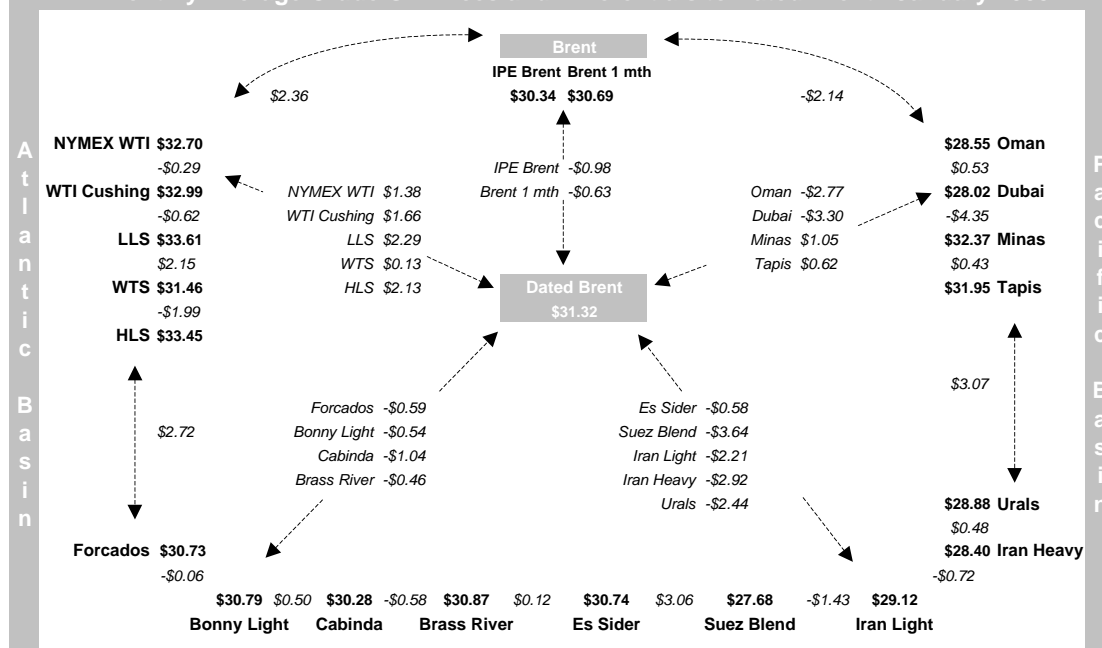 Brent
IPE Brent Brent 1 mth
$30.34 $30.69
$2.36
-$2.14
NYMEX WTI $32.70
-$0.29
WTI Cushing $32.99
-$0.62
LLS $33.61
$2.15
WTS $31.46
-$1.99
HLS $33.45
NYMEX WTI $1.38
WTI Cushing $1.66
LLS $2.29
WTS $0.13
HLS $2.13
IPE Brent -$0.98
Brent 1 mth -$0.63
Oman -$2.77
Dubai -$3.30
Minas $1.05
Tapis $0.62
$28.55 Oman
$0.53
$28.02 Dubai
-$4.35
$32.37 Minas
$0.43
$31.95 Tapis
Dated Brent
$31.32
$2.72
Forcados -$0.59
Bonny Light -$0.54
Cabinda -$1.04
Brass River -$0.46
Es Sider -$0.58
Suez Blend -$3.64
Iran Light -$2.21
Iran Heavy -$2.92
Urals -$2.44
$3.07
$28.88 Urals
$0.48
$28.40 Iran Heavy
-$0.72
Forcados $30.73
-$0.06
$30.79 $0.50 $30.28 -$0.58 $30.87 $0.12 $30.74 $3.06 $27.68 -$1.43 $29.12
Bonny Light Cabinda Brass River Es Sider Suez Blend Iran Light
Atlantic Basin